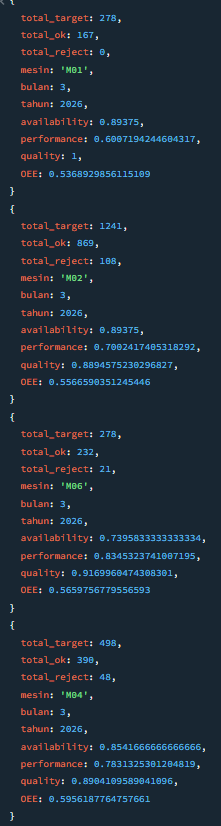 {
total_target: 278,
total_ok: 167,
total_reject: 0,
mesin: 'M01',
bulan: 3,
tahun: 2026,
availability: 0.89375,
performance: 0.6007194244604317,
quality: 1,
OEE: 0.5368929856115109
}
{
total_target: 1241,
total_ok: 869,
total_reject: 108,
mesin: 'M02',
bulan: 3,
tahun: 2026,
availability: 0.89375,
performance: 0.7002417405318292,
quality: 0.8894575230296827,
OEE: 0.5566590351245446
}
{
total_target: 278,
total_ok: 232,
total_reject: 21,
mesin: 'M06',
bulan: 3,
tahun: 2026,
availability: 0.7395833333333334,
performance: 0.8345323741007195,
quality: 0.9169960474308301,
OEE: 0.5659756779556593
}
{
total_target: 498,
total_ok: 390,
total_reject: 48,
mesin: 'M04',
bulan: 3,
tahun: 2026,
availability: 0.8541666666666666,
performance: 0.7831325301204819,
quality: 0.8904109589041096,
OEE: 0.5956187764757661
}